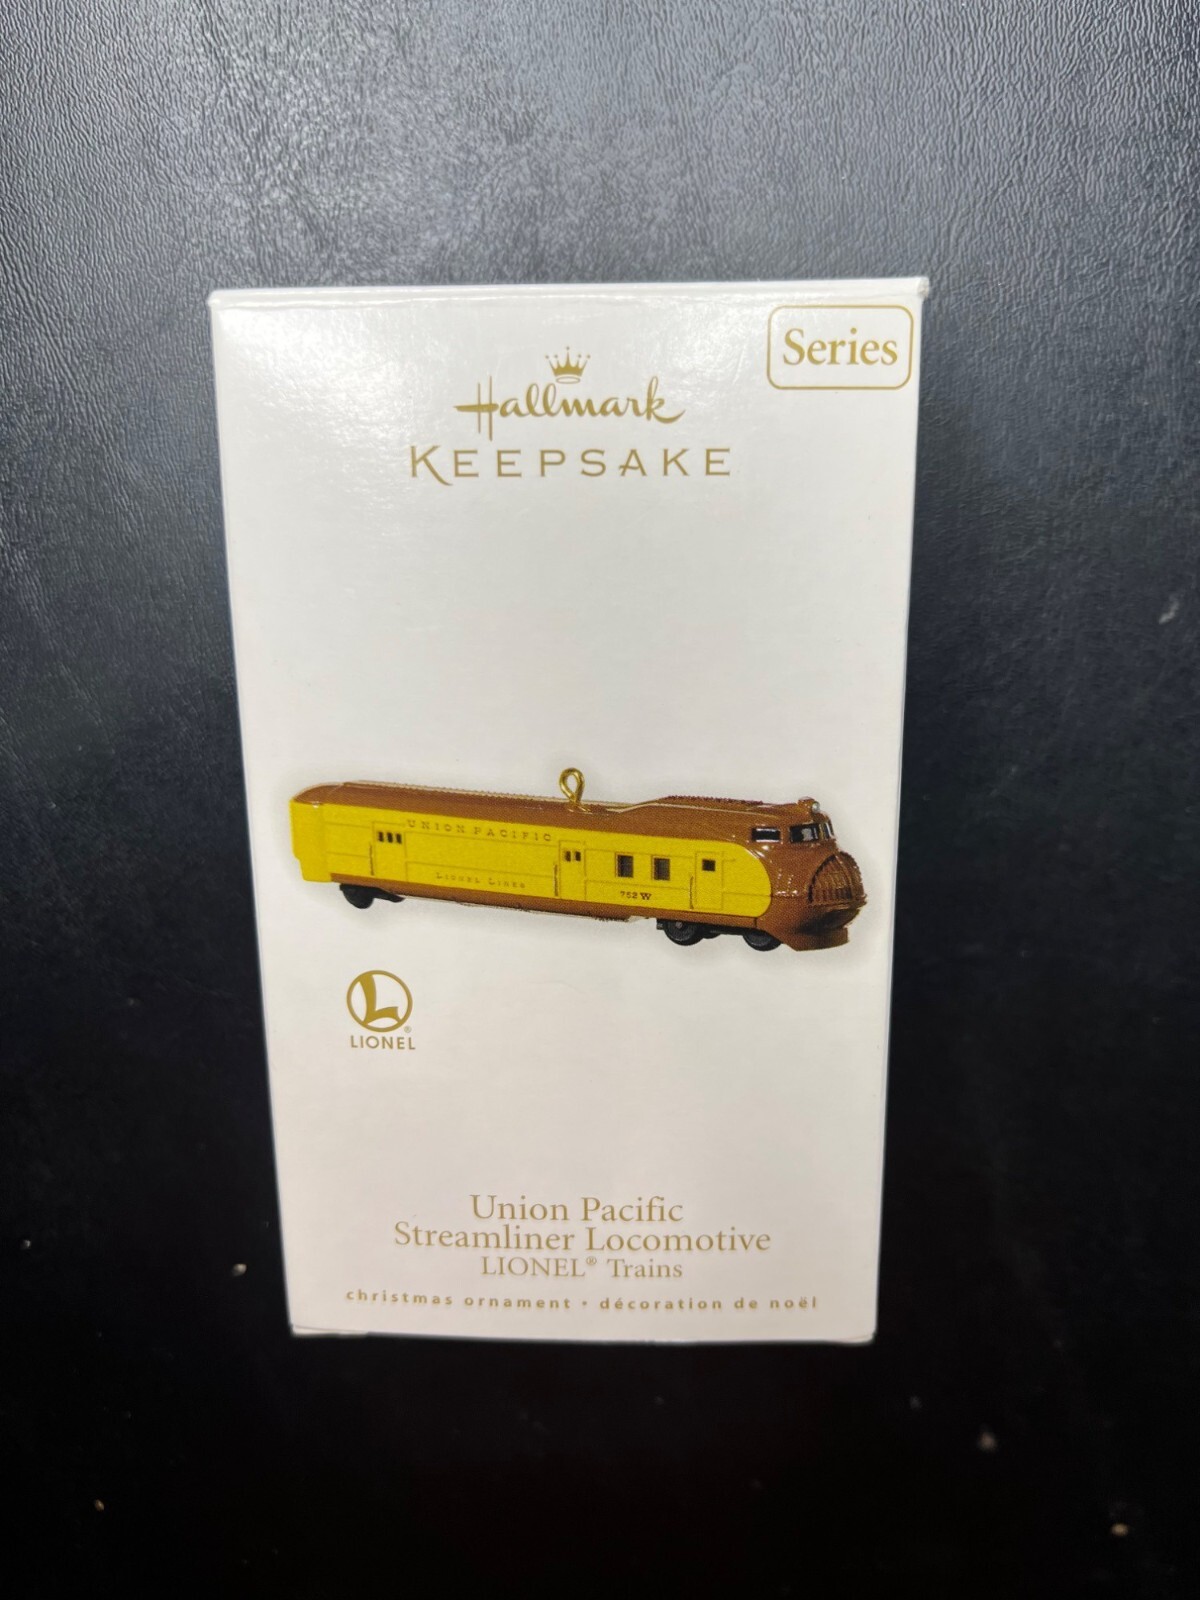 Series
Hallmark
KEEPSAKE
UNION PACIFIC
LIONEL LINES
752W
L
LIONEL®
Union Pacific
Streamliner Locomotive
LIONEL® Trains
christmas ornament • décoration de noël